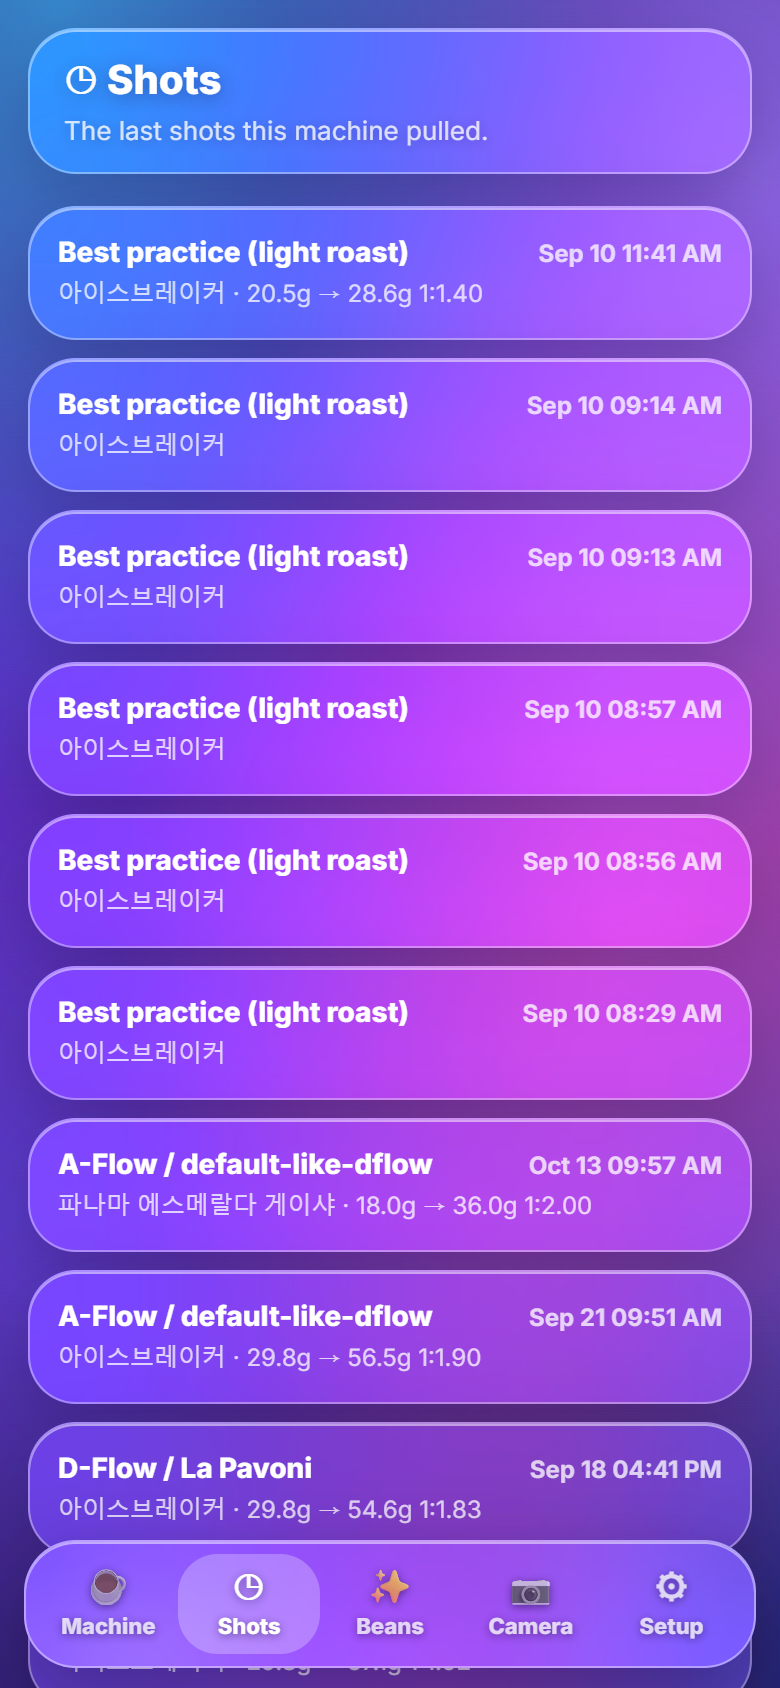 Shots
The last shots this machine pulled.
Best practice (light roast) Sep 10 11:41 AM
아이스브레이커 · 20.5g → 28.6g 1:1.40
Best practice (light roast) Sep 10 09:14 AM
아이스브레이커
Best practice (light roast) Sep 10 09:13 AM
아이스브레이커
Best practice (light roast) Sep 10 08:57 AM
아이스브레이커
Best practice (light roast) Sep 10 08:56 AM
아이스브레이커
Best practice (light roast) Sep 10 08:29 AM
아이스브레이커
A-Flow / default-like-dflow Oct 13 09:57 AM
파나마 에스메랄다 게이샤 · 18.0g → 36.0g 1:2.00
A-Flow / default-like-dflow Sep 21 09:51 AM
아이스브레이커 · 29.8g → 56.5g 1:1.90
D-Flow / La Pavoni Sep 18 04:41 PM
아이스브레이커 · 29.8g → 54.6g 1:1.83
Machine Shots Beans Camera Setup